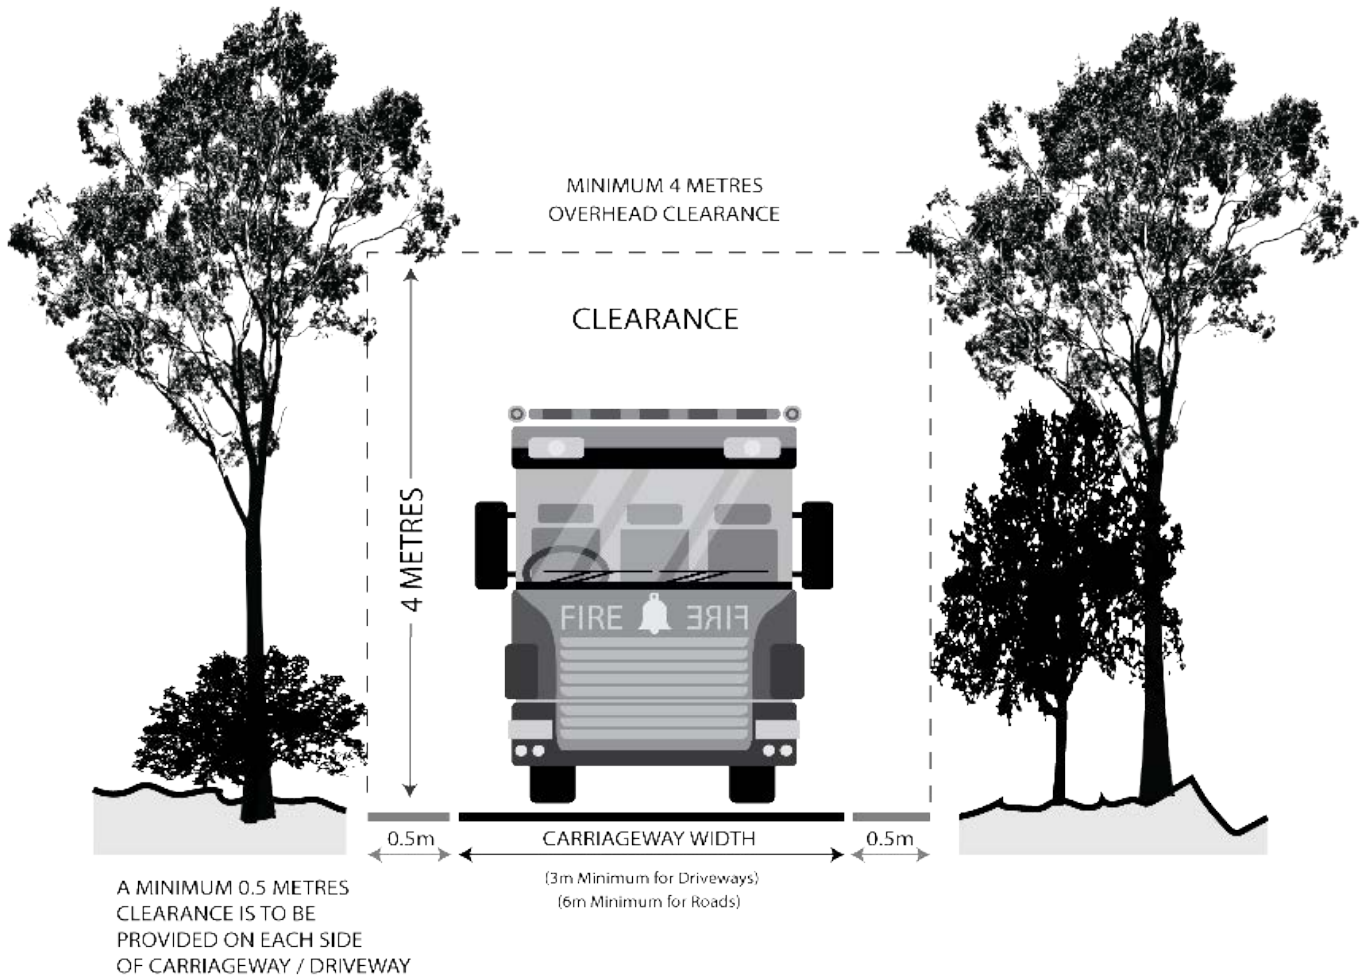 MINIMUM 4 METRES
OVERHEAD CLEARANCE
CLEARANCE
4 METRES
FIRE ƎЯIꟻ
0.5m
CARRIAGEWAY WIDTH
0.5m
(3m Minimum for Driveways)
(6m Minimum for Roads)
A MINIMUM 0.5 METRES
CLEARANCE IS TO BE
PROVIDED ON EACH SIDE
OF CARRIAGEWAY / DRIVEWAY